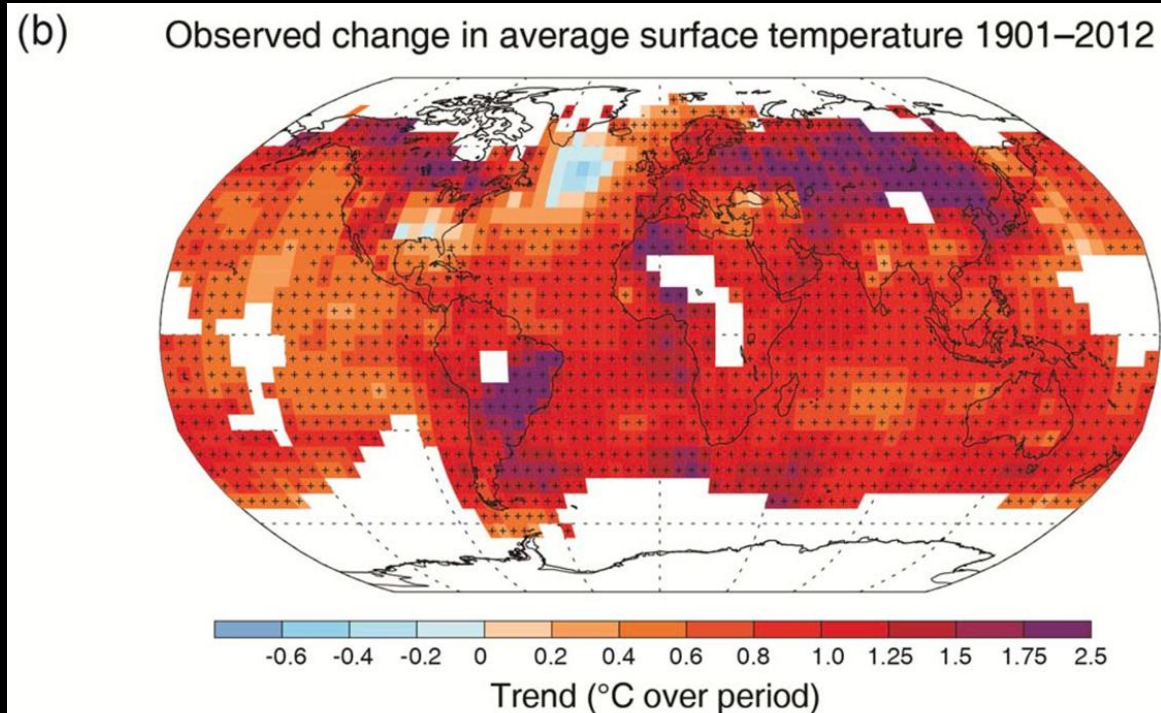 (b) Observed change in average surface temperature 1901–2012
-0.6 -0.4 -0.2 0 0.2 0.4 0.6 0.8 1.0 1.25 1.5 1.75 2.5
Trend (°C over period)